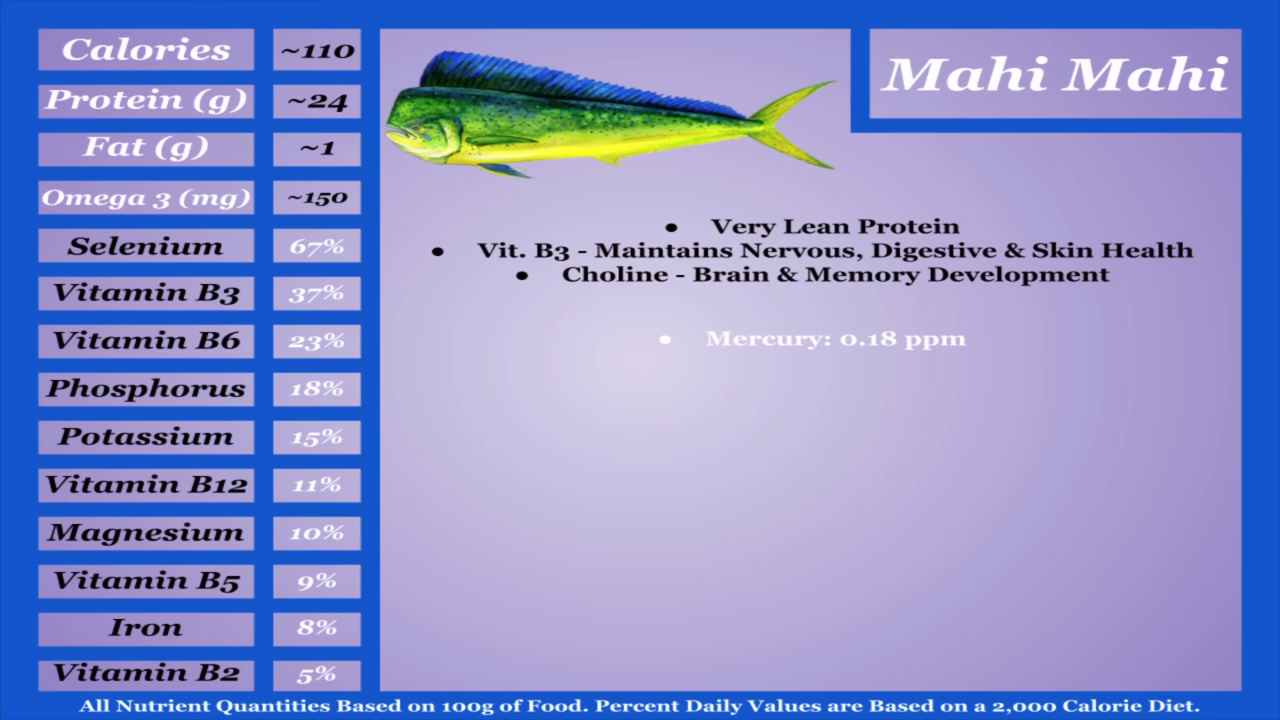 Calories ~110
Protein (g) ~24
Fat (g) ~1
Omega 3 (mg) ~150
Selenium 67%
Vitamin B3 37%
Vitamin B6 23%
Phosphorus 18%
Potassium 15%
Vitamin B12 11%
Magnesium 10%
Vitamin B5 9%
Iron 8%
Vitamin B2 5%
Mahi Mahi
● Very Lean Protein
● Vit. B3 - Maintains Nervous, Digestive & Skin Health
● Choline - Brain & Memory Development
● Mercury: 0.18 ppm
All Nutrient Quantities Based on 100g of Food. Percent Daily Values are Based on a 2,000 Calorie Diet.